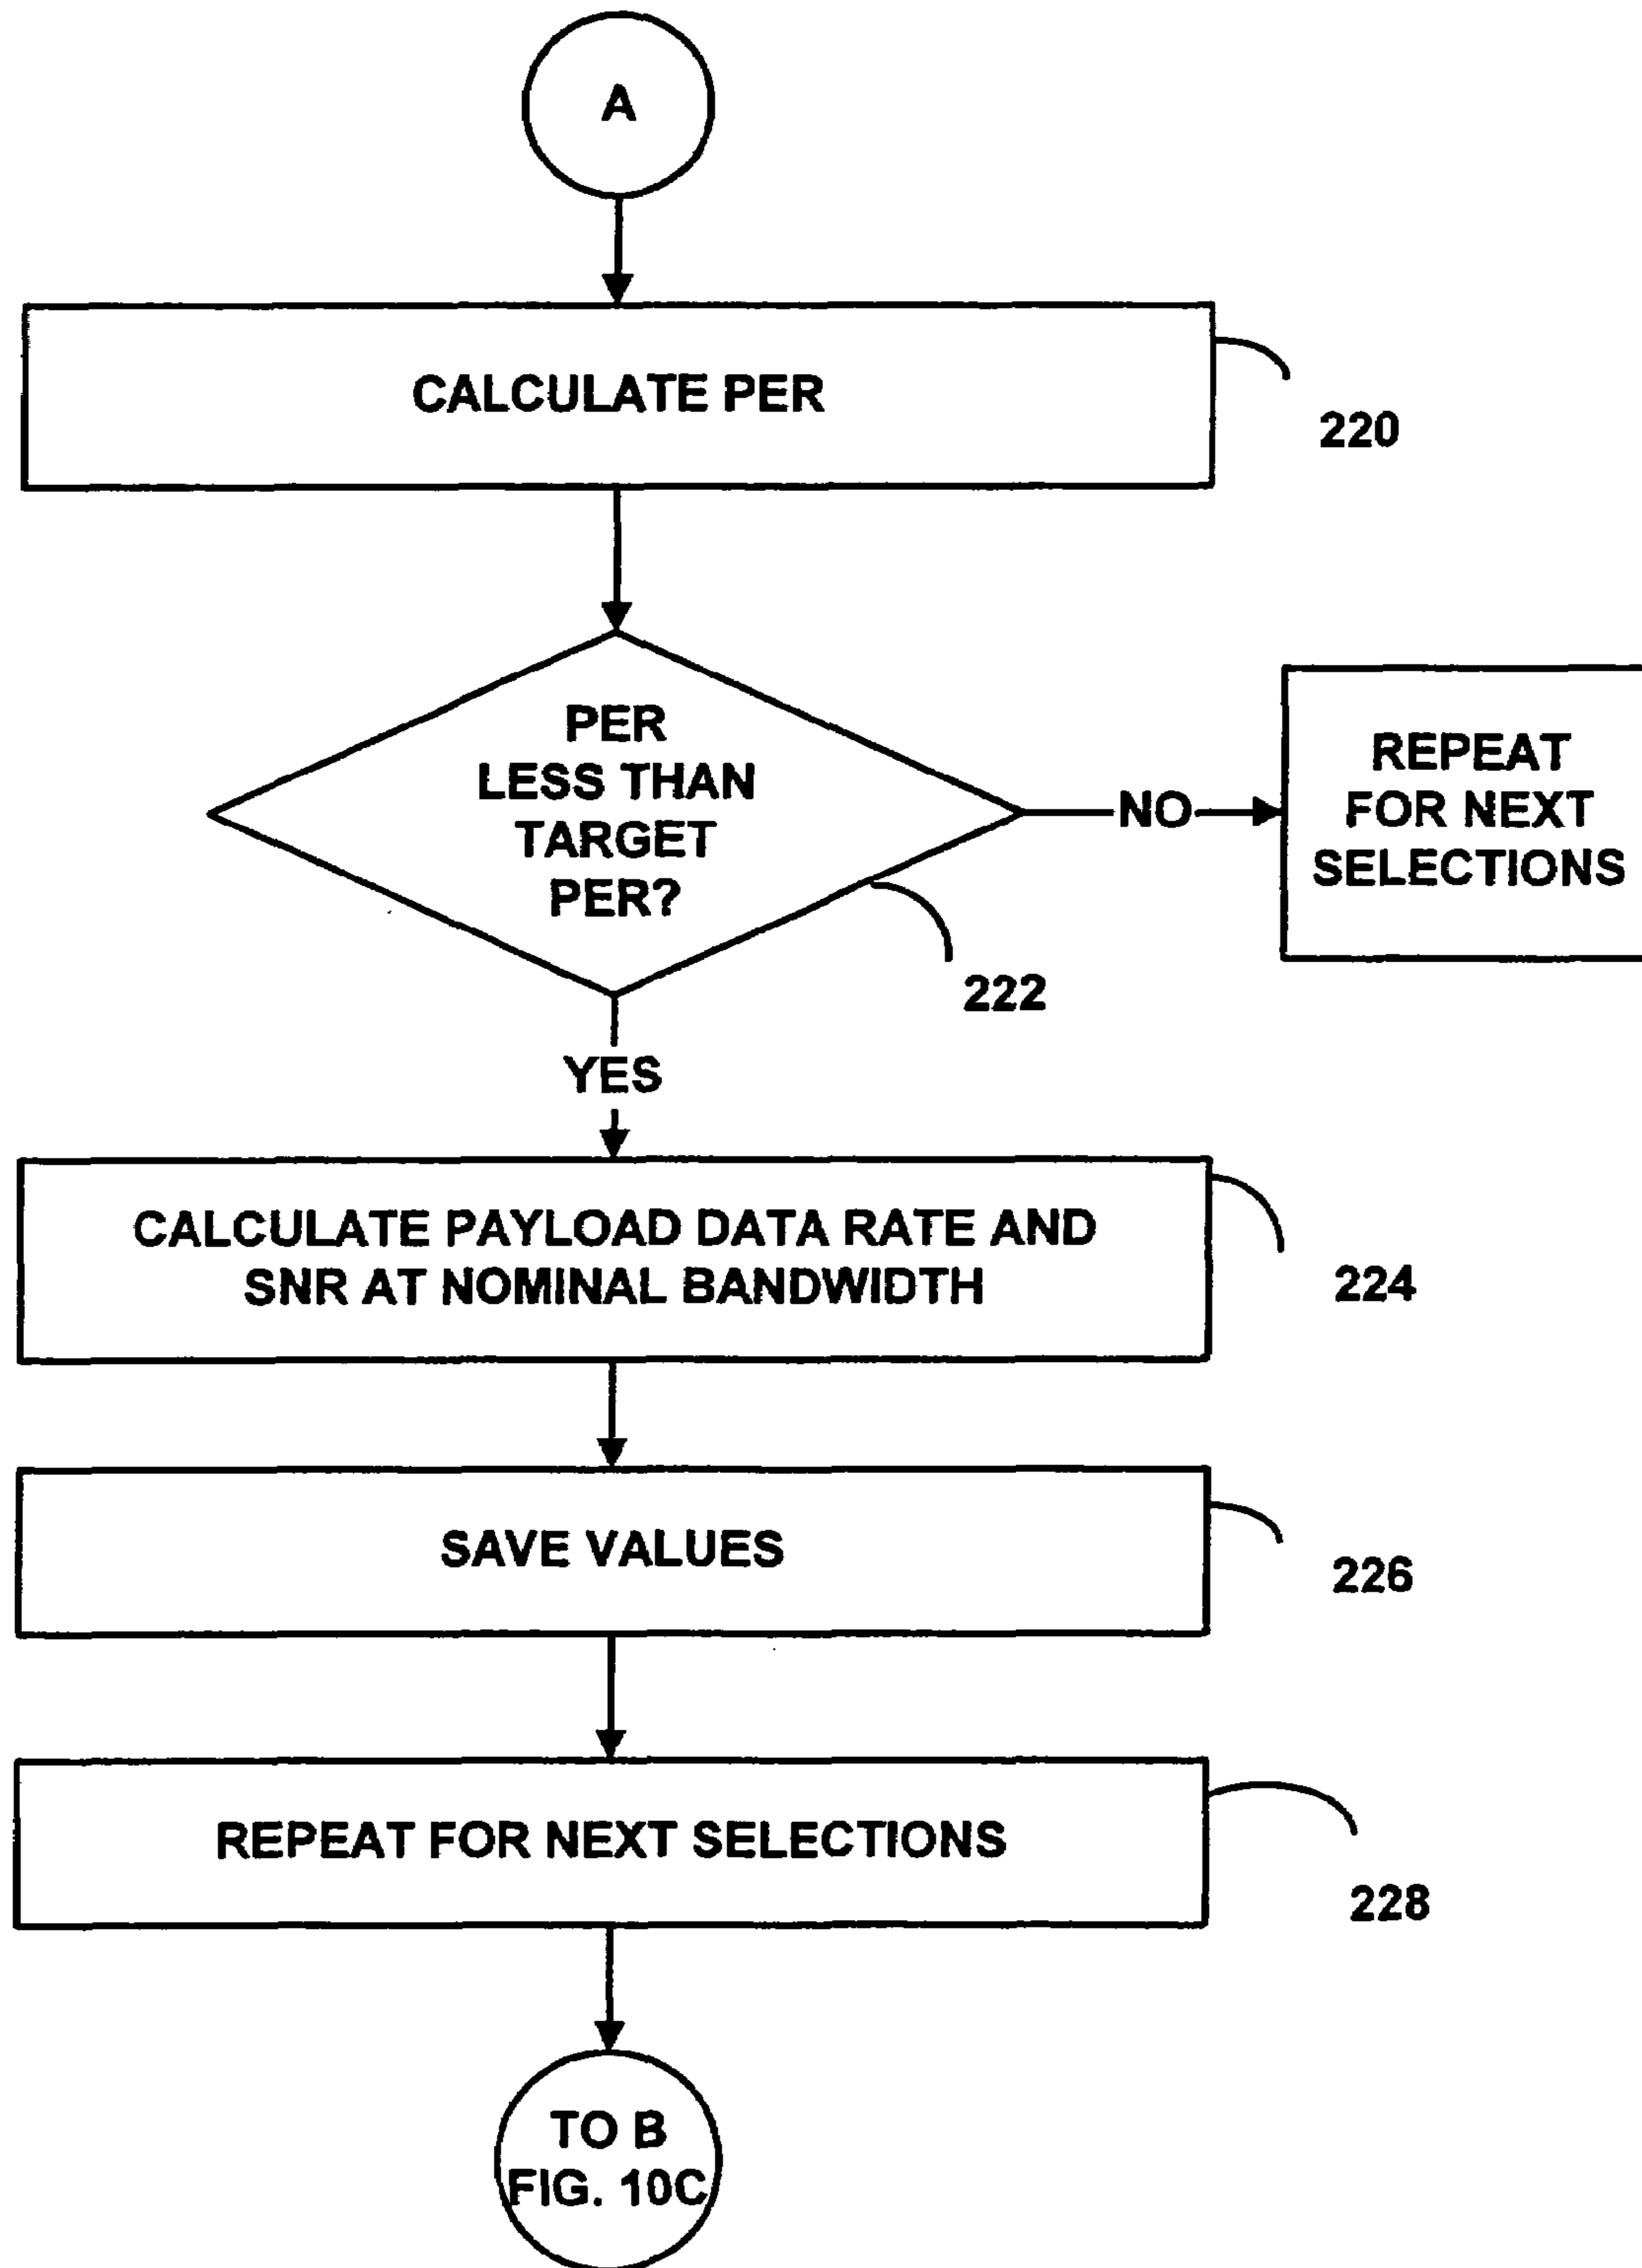 A
CALCULATE PER
220
PER
LESS THAN
TARGET
PER?
NO
REPEAT
FOR NEXT
SELECTIONS
222
YES
CALCULATE PAYLOAD DATA RATE AND
SNR AT NOMINAL BANDWIDTH
224
SAVE VALUES
226
REPEAT FOR NEXT SELECTIONS
228
TO B
FIG. 10C